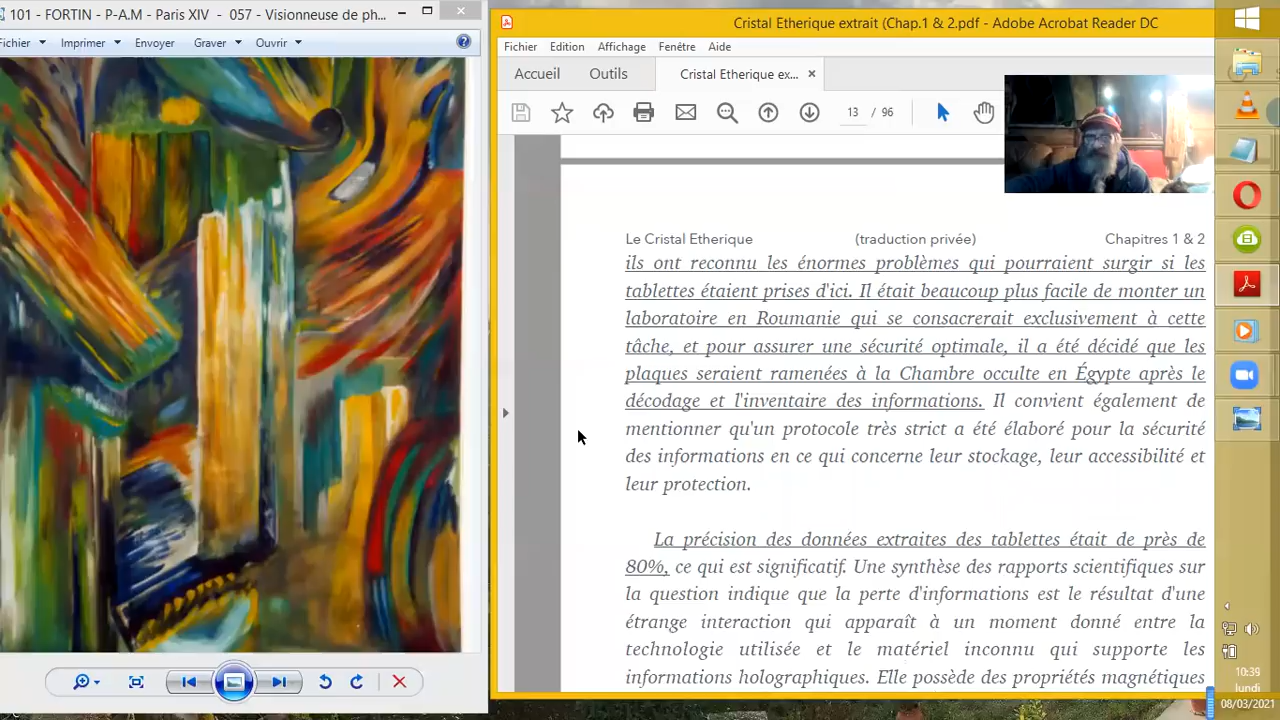 101 - FORTIN - P-A.M - Paris XIV - 057 - Visionneuse de ph...
Fichier Imprimer Envoyer Graver Ouvrir
Cristal Etherique extrait (Chap.1 & 2.pdf - Adobe Acrobat Reader DC
Fichier Edition Affichage Fenêtre Aide
Accueil Outils Cristal Etherique ex...
13 / 96
Le Cristal Etherique (traduction privée) Chapitres 1 & 2
ils ont reconnu les énormes problèmes qui pourraient surgir si les
tablettes étaient prises d'ici. Il était beaucoup plus facile de monter un
laboratoire en Roumanie qui se consacrerait exclusivement à cette
tâche, et pour assurer une sécurité optimale, il a été décidé que les
plaques seraient ramenées à la Chambre occulte en Égypte après le
décodage et l'inventaire des informations. Il convient également de
mentionner qu'un protocole très strict a été élaboré pour la sécurité
des informations en ce qui concerne leur stockage, leur accessibilité et
leur protection.
La précision des données extraites des tablettes était de près de
80%, ce qui est significatif. Une synthèse des rapports scientifiques sur
la question indique que la perte d'informations est le résultat d'une
étrange interaction qui apparaît à un moment donné entre la
technologie utilisée et le matériel inconnu qui supporte les
informations holographiques. Elle possède des propriétés magnétiques
10:39
lundi
08/03/2021